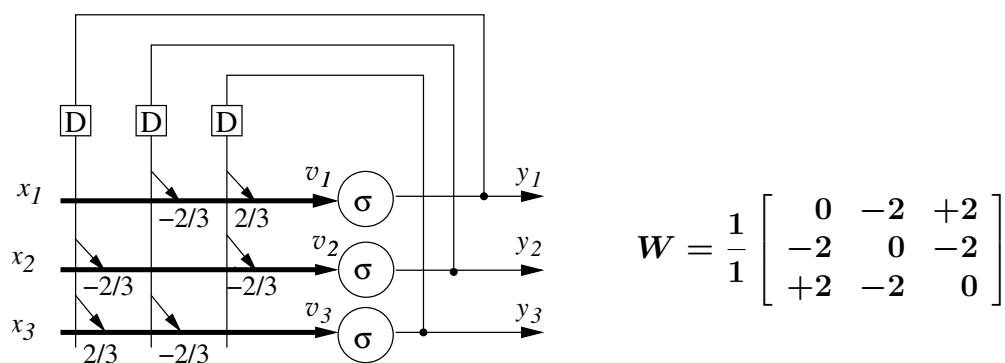 D D D
x1 v1 σ y1
−2/3 2/3
x2 v2 σ y2
−2/3 −2/3
x3 v3 σ y3
2/3 −2/3
W = 1/1 [ 0 −2 +2
−2 0 −2
+2 −2 0 ]